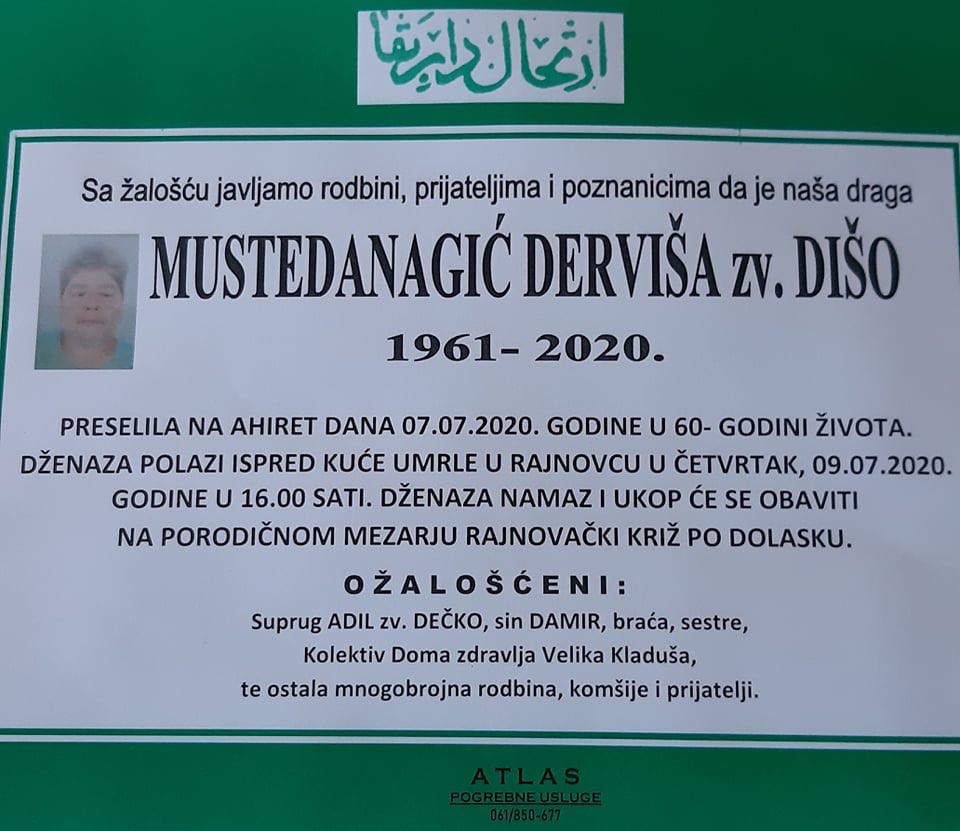 ارتحال دار بقا
Sa žalošću javljamo rodbini, prijateljima i poznanicima da je naša draga
MUSTEDANAGIĆ DERVIŠA ZV. DIŠO
1961- 2020.
PRESELILA NA AHIRET DANA 07.07.2020. GODINE U 60- GODINI ŽIVOTA.
DŽENAZA POLAZI ISPRED KUĆE UMRLE U RAJNOVCU U ČETVRTAK, 09.07.2020.
GODINE U 16.00 SATI. DŽENAZA NAMAZ I UKOP ĆE SE OBAVITI
NA PORODIČNOM MEZARJU RAJNOVAČKI KRIŽ PO DOLASKU.
OŽALOŠĆENI:
Suprug ADIL zv. DEČKO, sin DAMIR, braća, sestre,
Kolektiv Doma zdravlja Velika Kladuša,
te ostala mnogobrojna rodbina, komšije i prijatelji.
ATLAS
POGREBNE USLUGE
061/850-677